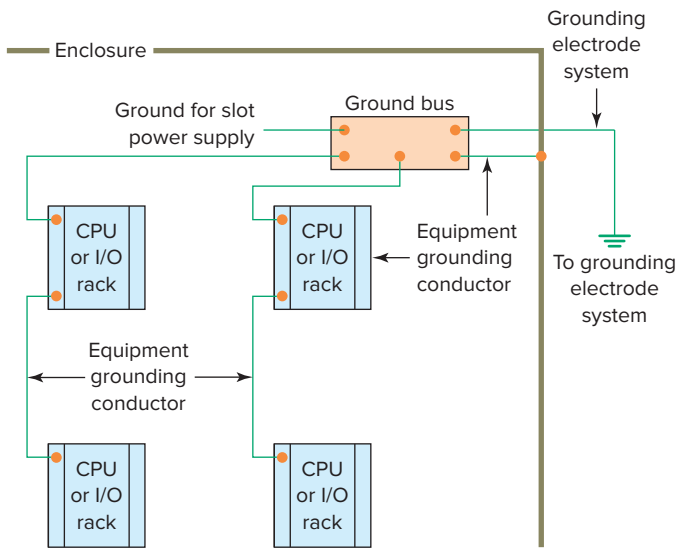 Grounding
electrode
system
Enclosure
Ground for slot
power supply
Ground bus
CPU
or I/O
rack
CPU
or I/O
rack
Equipment
grounding
conductor
To grounding
electrode
system
Equipment
grounding
conductor
CPU
or I/O
rack
CPU
or I/O
rack